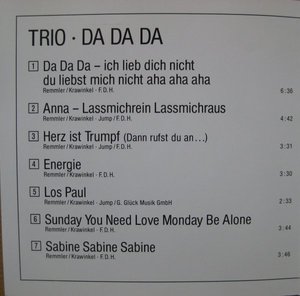 TRIO · DA DA DA
1 Da Da Da – ich lieb dich nicht
du liebst mich nicht aha aha aha
Remmler/Krawinkel · F.D.H. 6:36
2 Anna – Lassmichrein Lassmichraus
Remmler/Krawinkel · Jump/F.D.H. 4:42
3 Herz ist Trumpf (Dann rufst du an...)
Remmler/Krawinkel · Jump/F.D.H. 3:31
4 Energie
Remmler/Krawinkel · F.D.H. 3:30
5 Los Paul
Remmler/Krawinkel · Jump/G. Glück Musik GmbH 2:33
6 Sunday You Need Love Monday Be Alone
Remmler/Krawinkel · F.D.H. 3:44
7 Sabine Sabine Sabine
Remmler/Krawinkel · F.D.H. 3:46